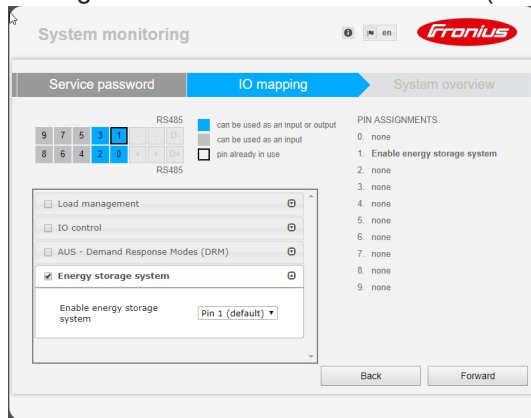 System monitoring
en
Fronius
Service password
IO mapping
System overview
RS485
9 7 5 3 1 - - D-
8 6 4 2 0 + + D+
RS485
can be used as an input or output
can be used as an input
pin already in use
PIN ASSIGNMENTS
0. none
1. Enable energy storage system
2. none
3. none
4. none
5. none
6. none
7. none
8. none
9. none
Load management
IO control
AUS - Demand Response Modes (DRM)
Energy storage system
Enable energy storage
system
Pin 1 (default)
Back
Forward